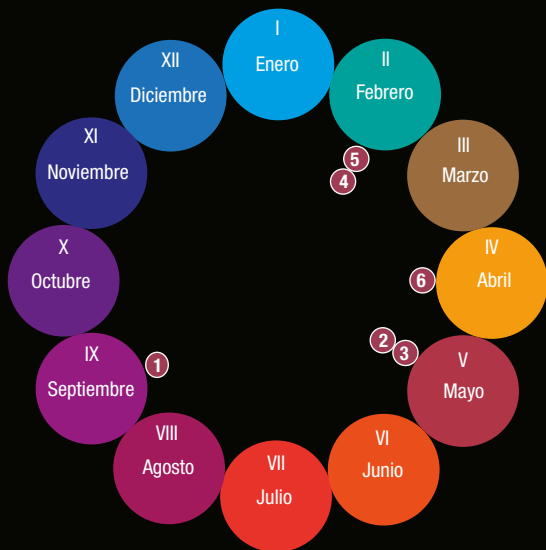 I
Enero
II
Febrero
III
Marzo
IV
Abril
V
Mayo
VI
Junio
VII
Julio
VIII
Agosto
IX
Septiembre
X
Octubre
XI
Noviembre
XII
Diciembre
5
4
6
2
3
1